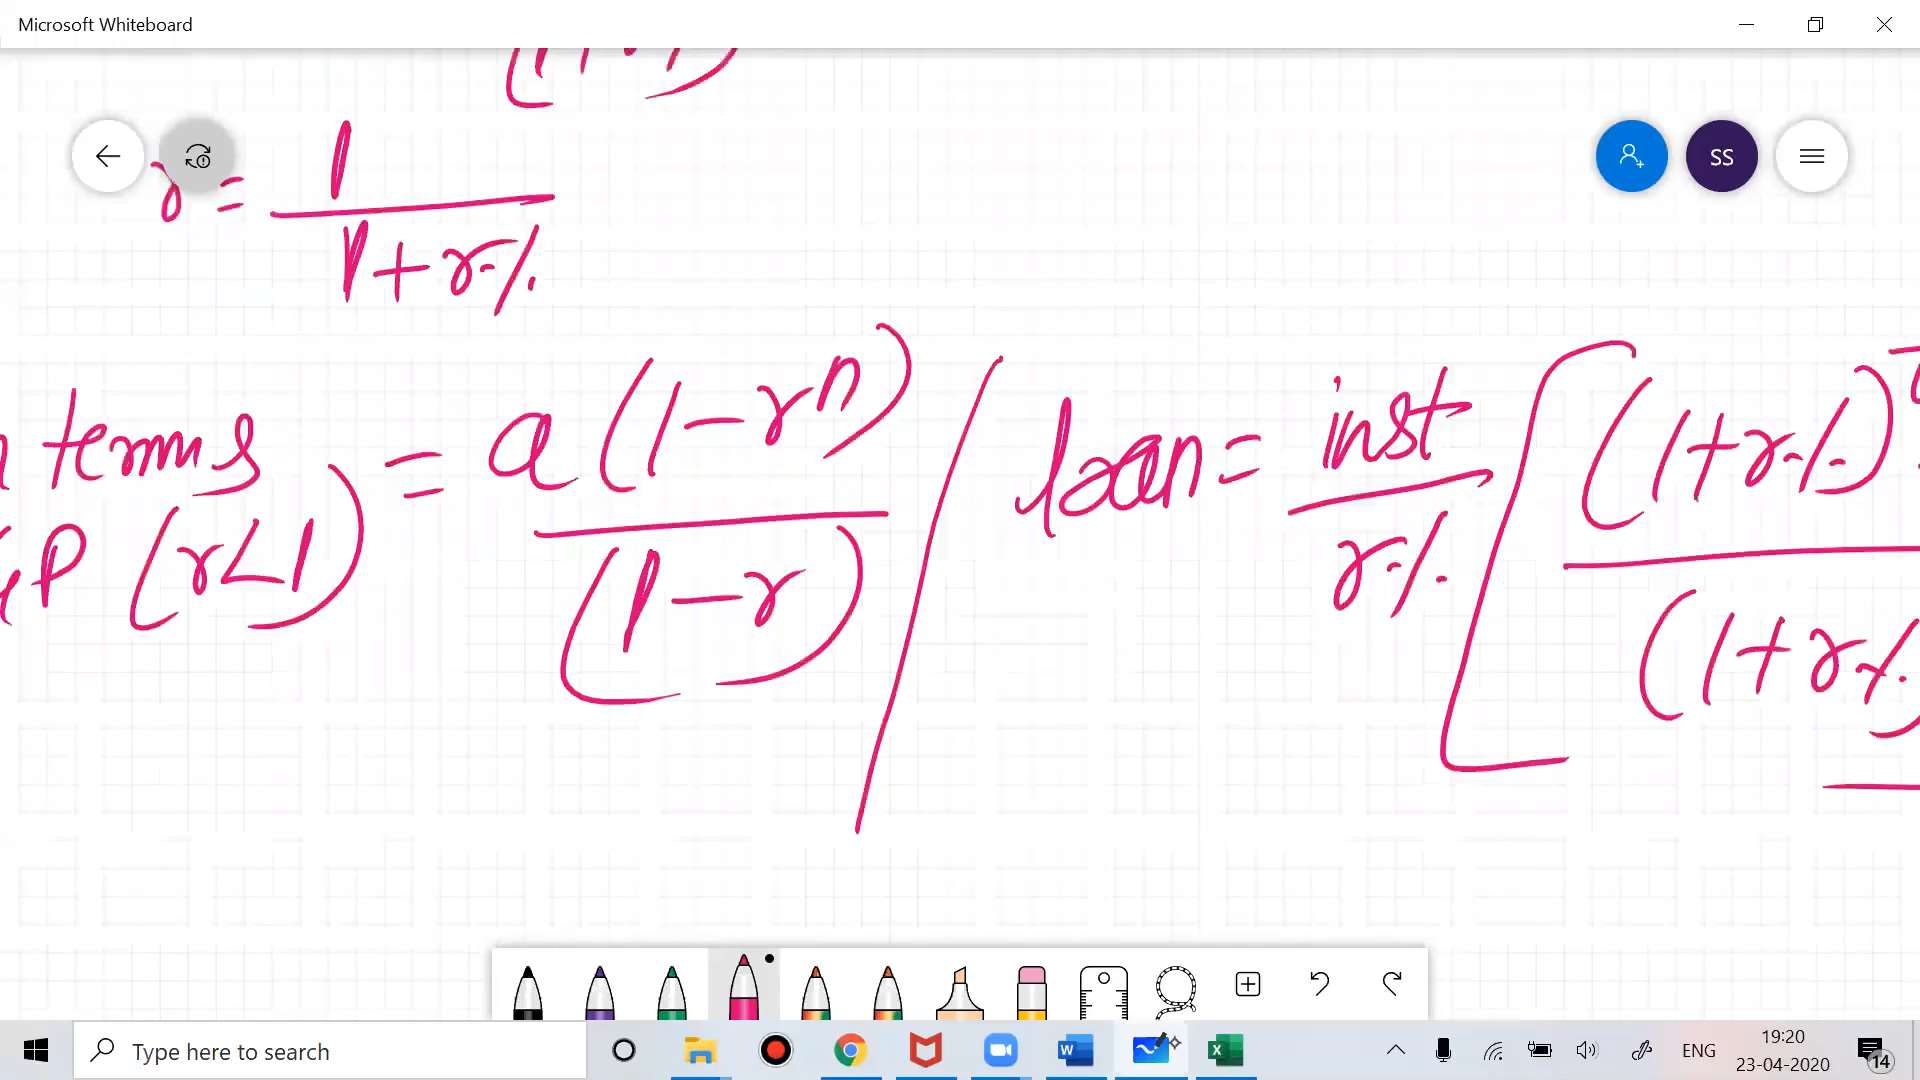 Microsoft Whiteboard
SS
r = 1 / 1 + r%
terms = a(1 - r^n) / (1 - r)
P (r<1)
loan = inst / r% [ (1 + r%) / (1 + r%)
Type here to search
ENG
19:20
23-04-2020
14